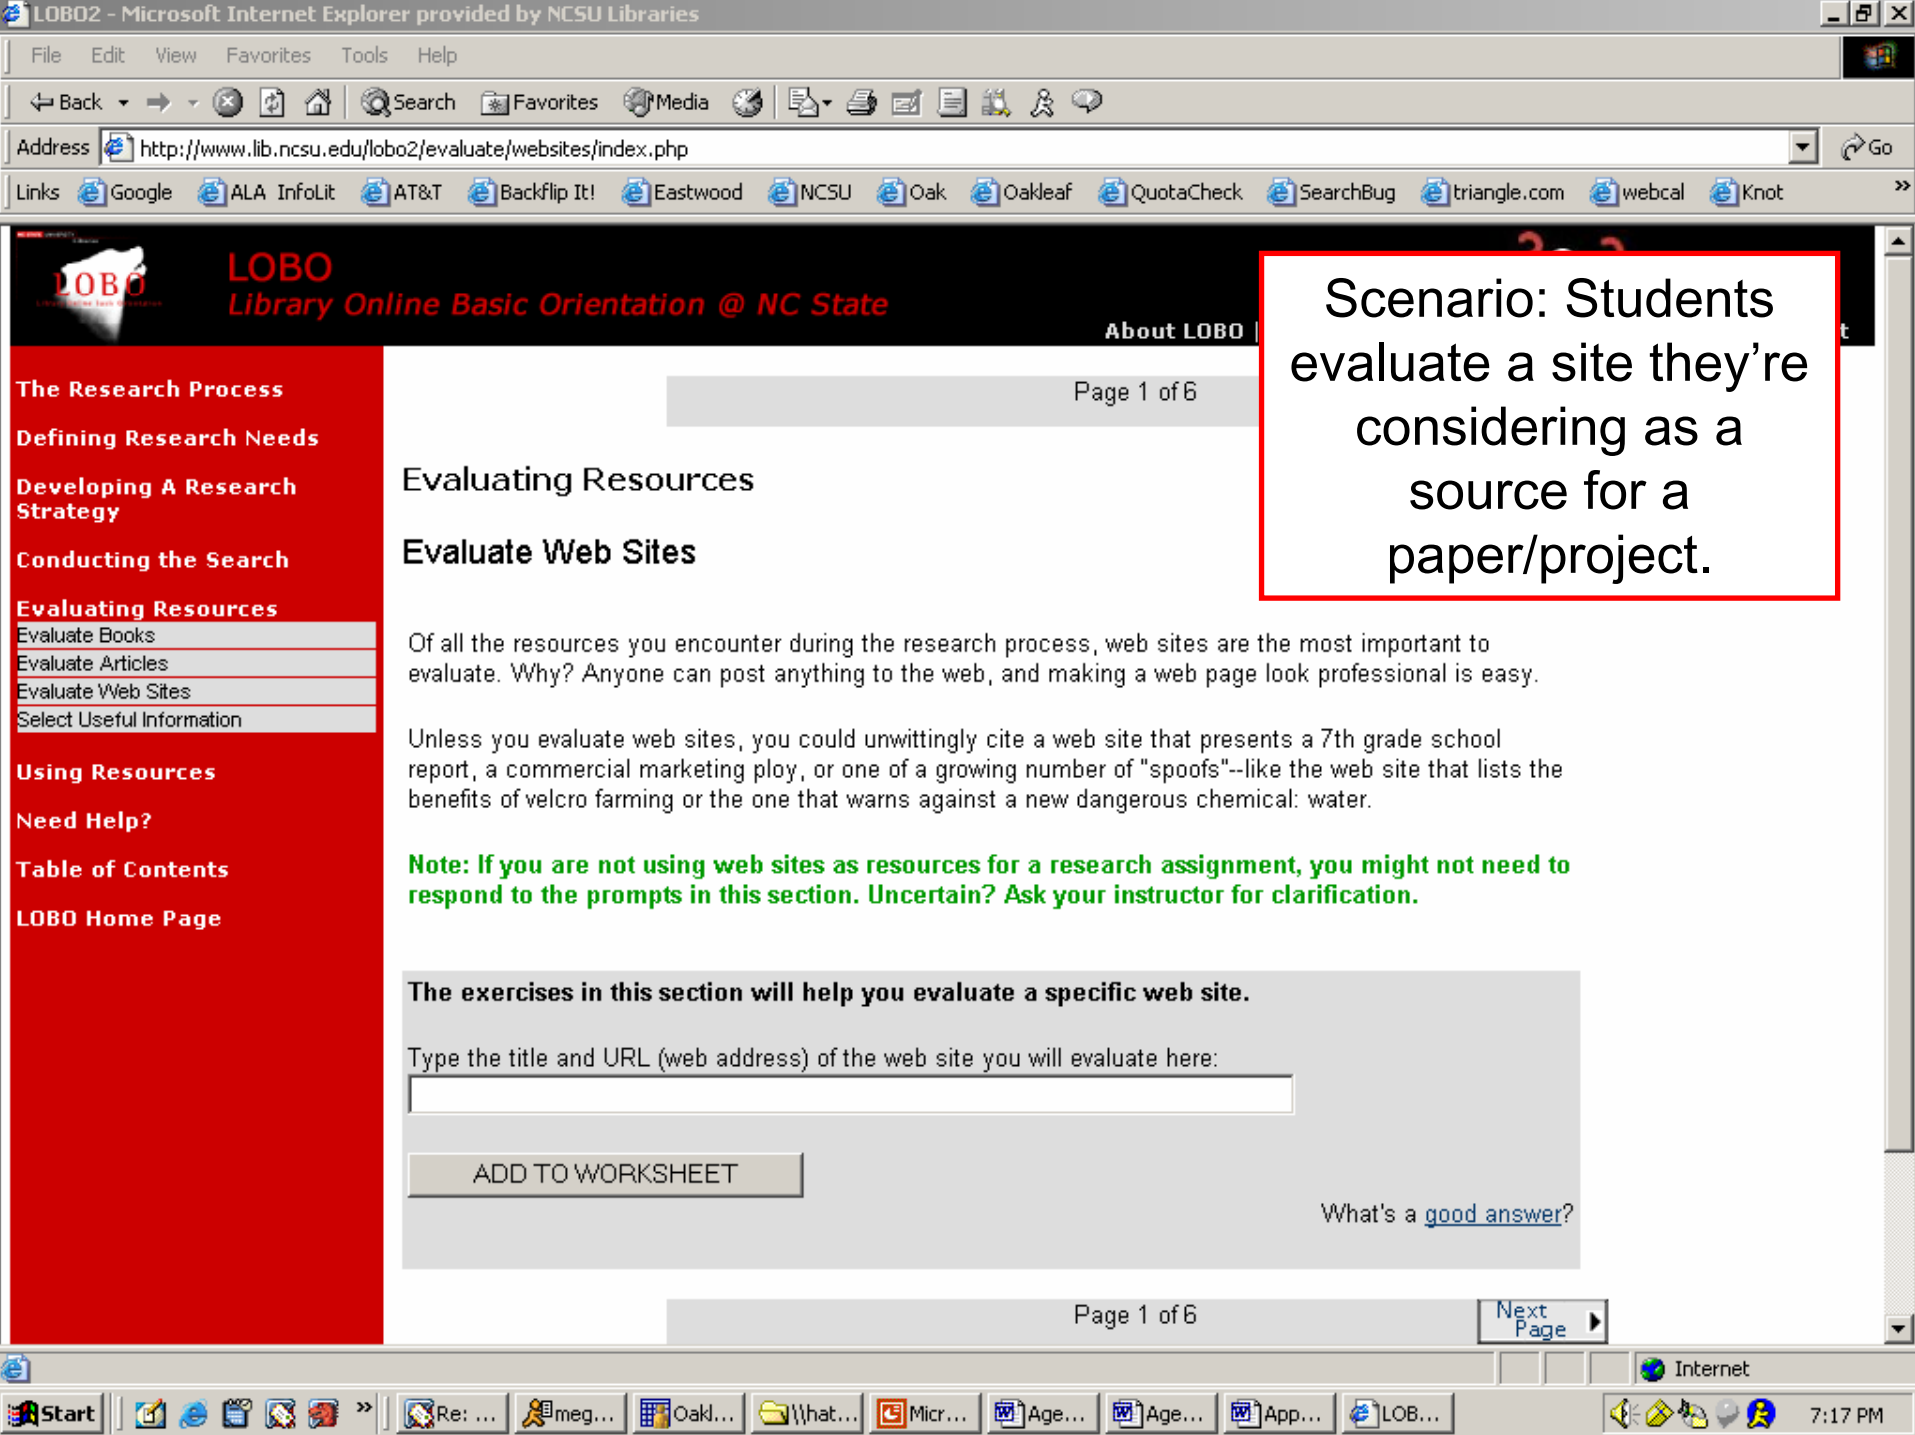 LOBO2 - Microsoft Internet Explorer provided by NCSU Libraries
File Edit View Favorites Tools Help
Back Search Favorites Media
Address http://www.lib.ncsu.edu/lobo2/evaluate/websites/index.php Go
Links Google ALA InfoLit AT&T Backflip It! Eastwood NCSU Oak Oakleaf QuotaCheck SearchBug triangle.com webcal Knot »
LOBO
LOBO
Library Online Basic Orientation @ NC State
About LOBO |
Scenario: Students
evaluate a site they’re
considering as a
source for a
paper/project.
The Research Process
Defining Research Needs
Developing A Research
Strategy
Conducting the Search
Evaluating Resources
Evaluate Books
Evaluate Articles
Evaluate Web Sites
Select Useful Information
Using Resources
Need Help?
Table of Contents
LOBO Home Page
Page 1 of 6
Evaluating Resources
Evaluate Web Sites
Of all the resources you encounter during the research process, web sites are the most important to
evaluate. Why? Anyone can post anything to the web, and making a web page look professional is easy.
Unless you evaluate web sites, you could unwittingly cite a web site that presents a 7th grade school
report, a commercial marketing ploy, or one of a growing number of "spoofs"--like the web site that lists the
benefits of velcro farming or the one that warns against a new dangerous chemical: water.
Note: If you are not using web sites as resources for a research assignment, you might not need to
respond to the prompts in this section. Uncertain? Ask your instructor for clarification.
The exercises in this section will help you evaluate a specific web site.
Type the title and URL (web address) of the web site you will evaluate here:
ADD TO WORKSHEET
What's a good answer?
Page 1 of 6
Next
Page
Internet
Start » Re: ... meg... Oakl... \\hat... Micr... Age... Age... App... LOB... 7:17 PM